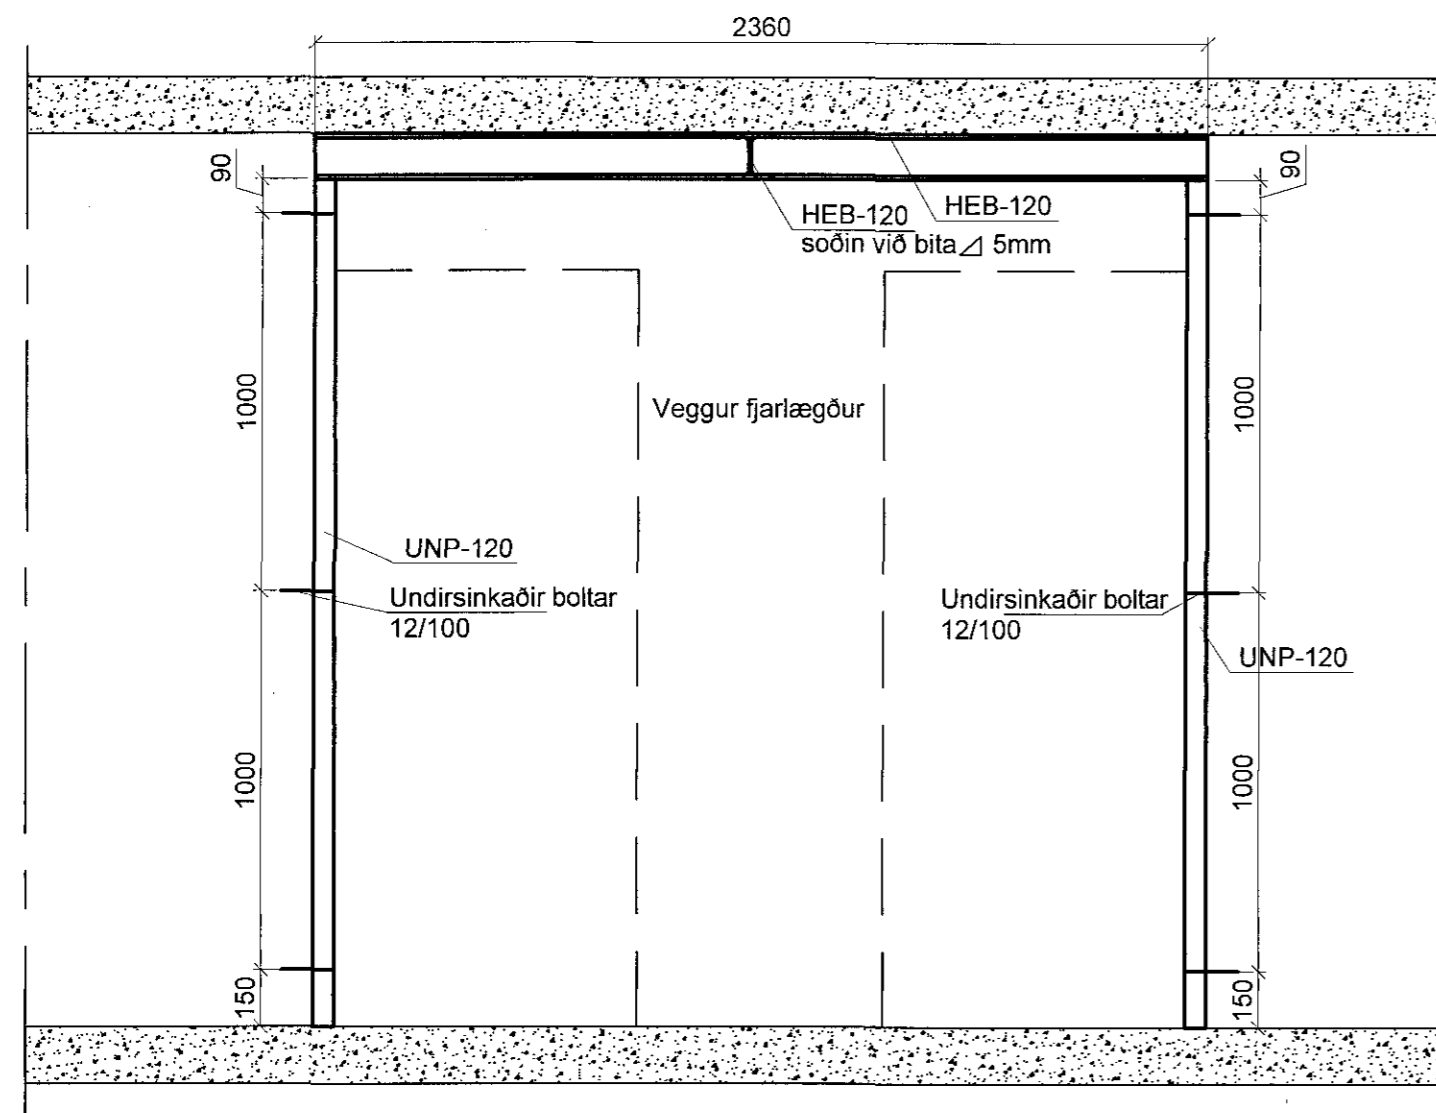 2360
90
90
HEB-120
HEB-120
soðin við bita⊿ 5mm
1000
1000
Veggur fjarlægður
UNP-120
Undirsinkaðir boltar
12/100
Undirsinkaðir boltar
12/100
UNP-120
1000
1000
150
150